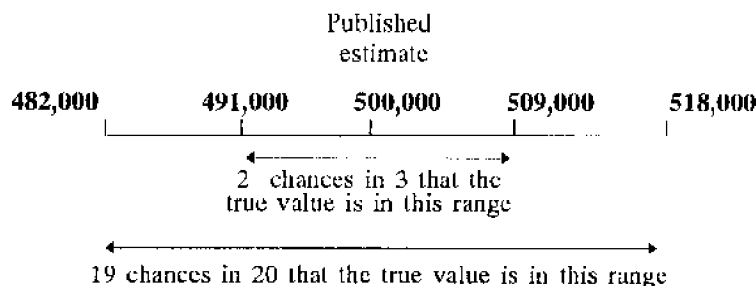 Published
estimate
482,000 491,000 500,000 509,000 518,000
2 chances in 3 that the
true value is in this range
19 chances in 20 that the true value is in this range